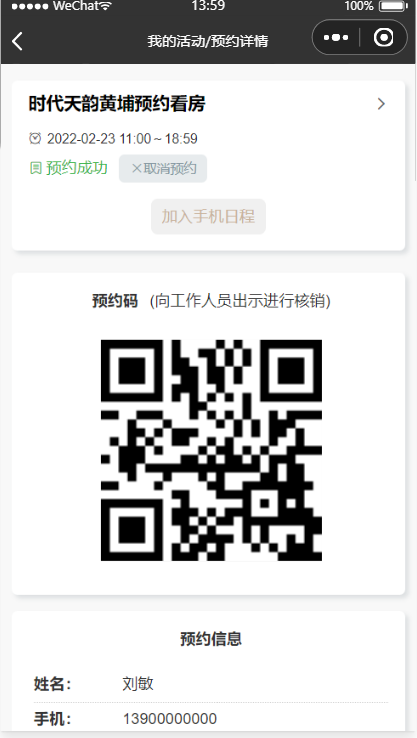 WeChat 13:59 100%
我的活动/预约详情
时代天韵黄埔预约看房
2022-02-23 11:00~18:59
预约成功 ×取消预约
加入手机日程
预约码 (向工作人员出示进行核销)
预约信息
姓名: 刘敏
手机: 13900000000